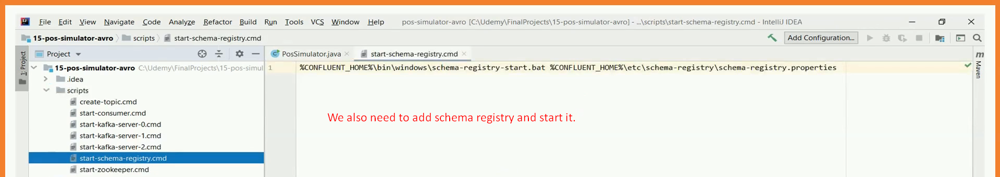 File Edit View Navigate Code Analyze Refactor Build Run Tools VCS Window Help pos-simulator-avro [C:\Udemy\FinalProjects\15-pos-simulator-avro] - ...\scripts\start-schema-registry.cmd - IntelliJ IDEA
15-pos-simulator-avro scripts start-schema-registry.cmd Add Configuration...
1: Project
Project
PosSimulator.java start-schema-registry.cmd
Maven
15-pos-simulator-avro C:\Udemy\FinalProjects\15-pos-simul
1 %CONFLUENT_HOME%\bin\windows\schema-registry-start.bat %CONFLUENT_HOME%\etc\schema-registry\schema-registry.properties
.idea
scripts
create-topic.cmd
start-consumer.cmd
We also need to add schema registry and start it.
start-kafka-server-0.cmd
start-kafka-server-1.cmd
start-kafka-server-2.cmd
start-schema-registry.cmd
start-zookeeper.cmd